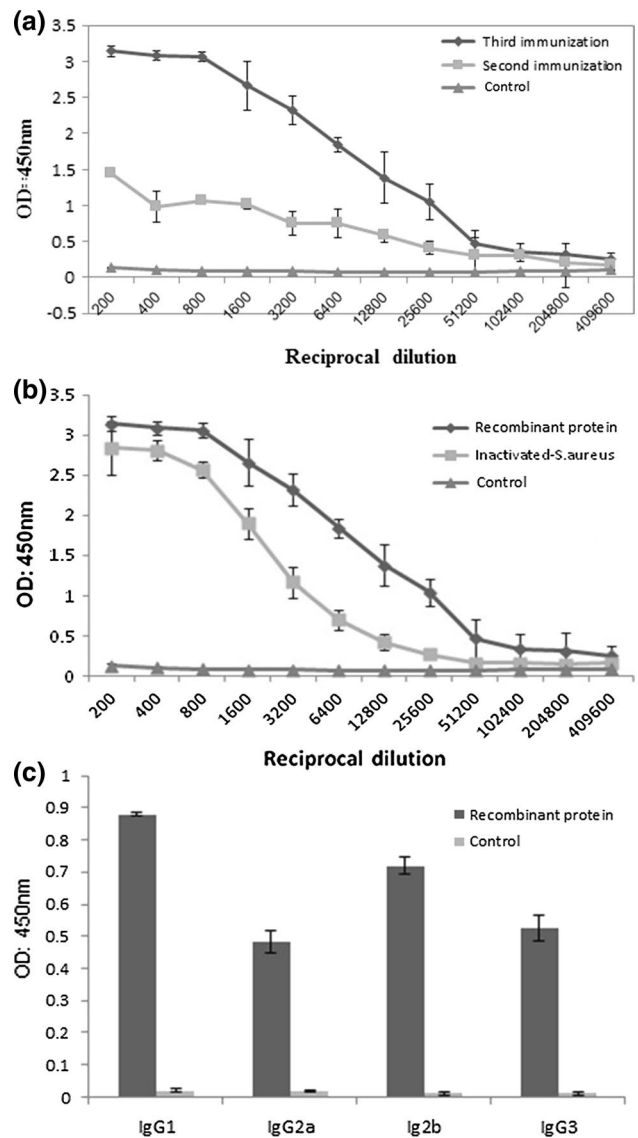 (a)
3.5
3
2.5
2
1.5
1
0.5
0
-0.5
OD=450nm
Third immunization
Second immunization
Control
200
400
800
1600
3200
6400
12800
25600
51200
102400
204800
409600
Reciprocal dilution
(b)
3.5
3
2.5
2
1.5
1
0.5
0
OD: 450nm
Recombinant protein
Inactivated-S.aureus
Control
200
400
800
1600
3200
6400
12800
25600
51200
102400
204800
409600
Reciprocal dilution
(c)
1
0.9
0.8
0.7
0.6
0.5
0.4
0.3
0.2
0.1
0
OD: 450nm
Recombinant protein
Control
IgG1
IgG2a
Ig2b
IgG3